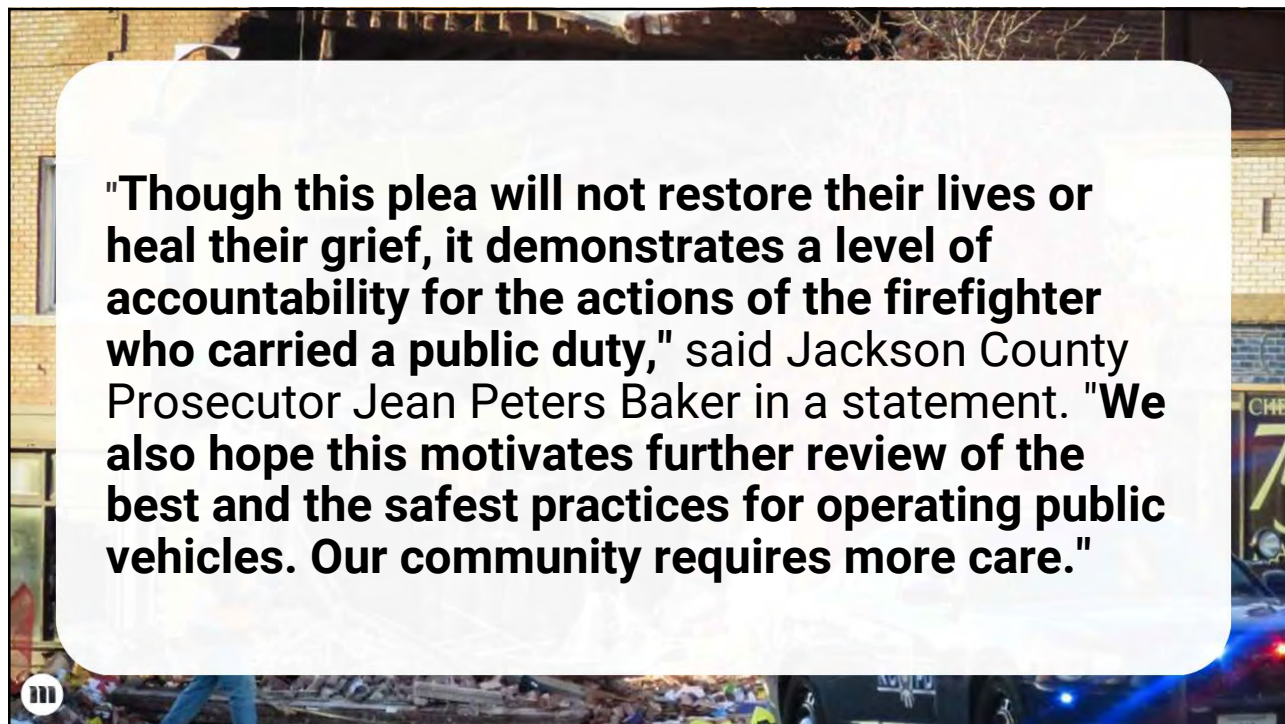 "Though this plea will not restore their lives or
heal their grief, it demonstrates a level of
accountability for the actions of the firefighter
who carried a public duty," said Jackson County
Prosecutor Jean Peters Baker in a statement. "We
also hope this motivates further review of the
best and the safest practices for operating public
vehicles. Our community requires more care."
CHE
m